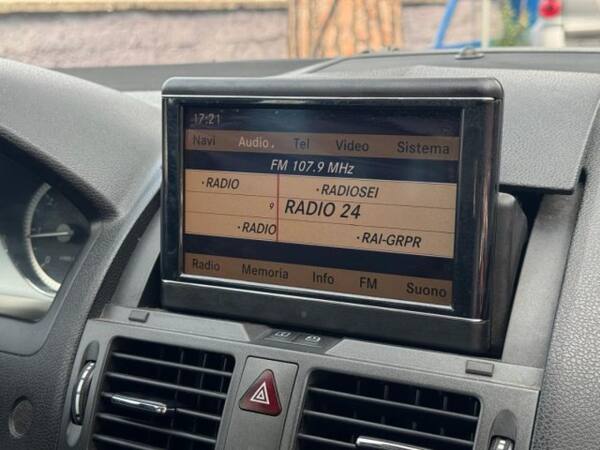 17:21
Navi Audio Tel Video Sistema
FM 107.9 MHz
•RADIO •RADIOSEI
9 RADIO 24
•RADIO •RAI-GRPR
Radio Memoria Info FM Suono